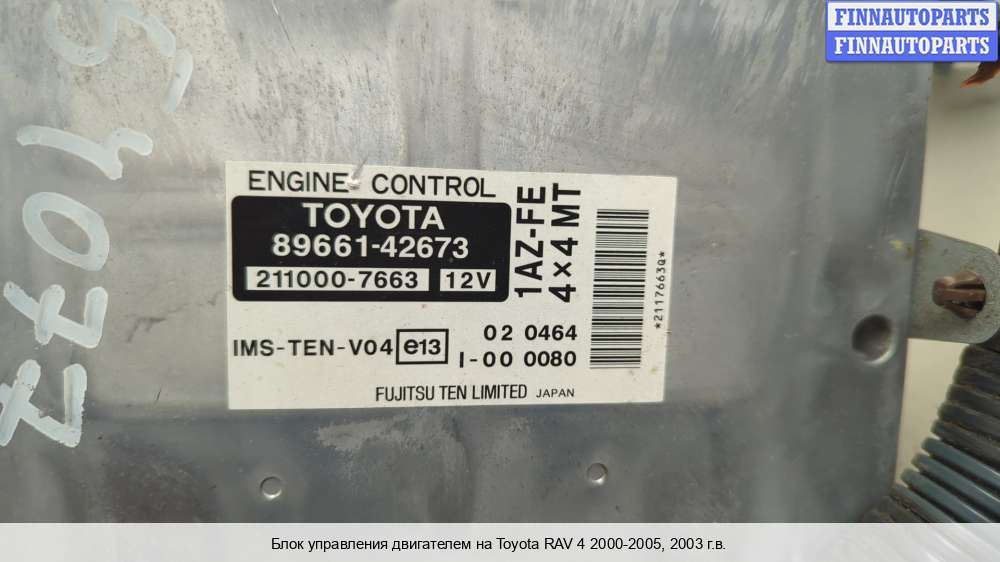 FINNAUTOPARTS
FINNAUTOPARTS
ENGINE CONTROL
TOYOTA
89661-42673
211000-7663 12V
1AZ-FE
4×4 MT
*2117663Q*
IMS-TEN-V04 e13
02 0464
I-00 0080
FUJITSU TEN LIMITED JAPAN
Блок управления двигателем на Toyota RAV 4 2000-2005, 2003 г.в.